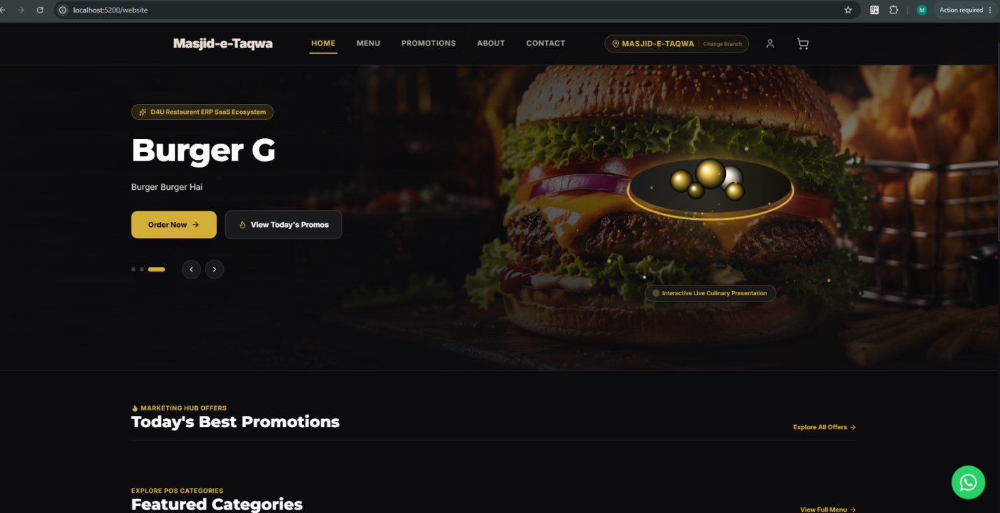 localhost:5200/website
M
Action required
Masjid-e-Taqwa
HOME
MENU
PROMOTIONS
ABOUT
CONTACT
MASJID-E-TAQWA | Change Branch
D4U Restaurant ERP SaaS Ecosystem
Burger G
Burger Burger Hai
Order Now →
View Today's Promos
Interactive Live Culinary Presentation
MARKETING HUB OFFERS
Today's Best Promotions
Explore All Offers →
EXPLORE POS CATEGORIES
Featured Categories
View Full Menu →